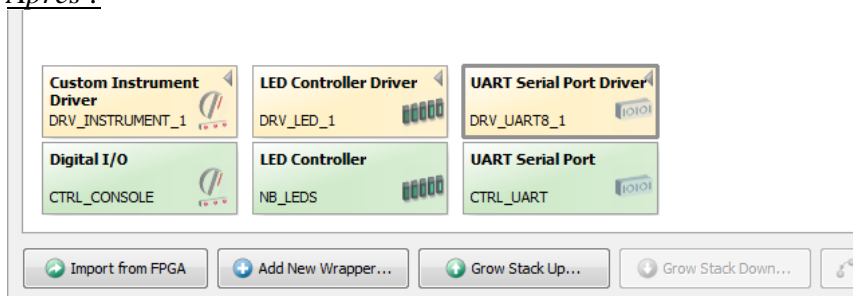 Après :
Custom Instrument Driver
DRV_INSTRUMENT_1
LED Controller Driver
DRV_LED_1
UART Serial Port Driver
DRV_UART8_1
Digital I/O
CTRL_CONSOLE
LED Controller
NB_LEDS
UART Serial Port
CTRL_UART
Import from FPGA
Add New Wrapper...
Grow Stack Up...
Grow Stack Down...